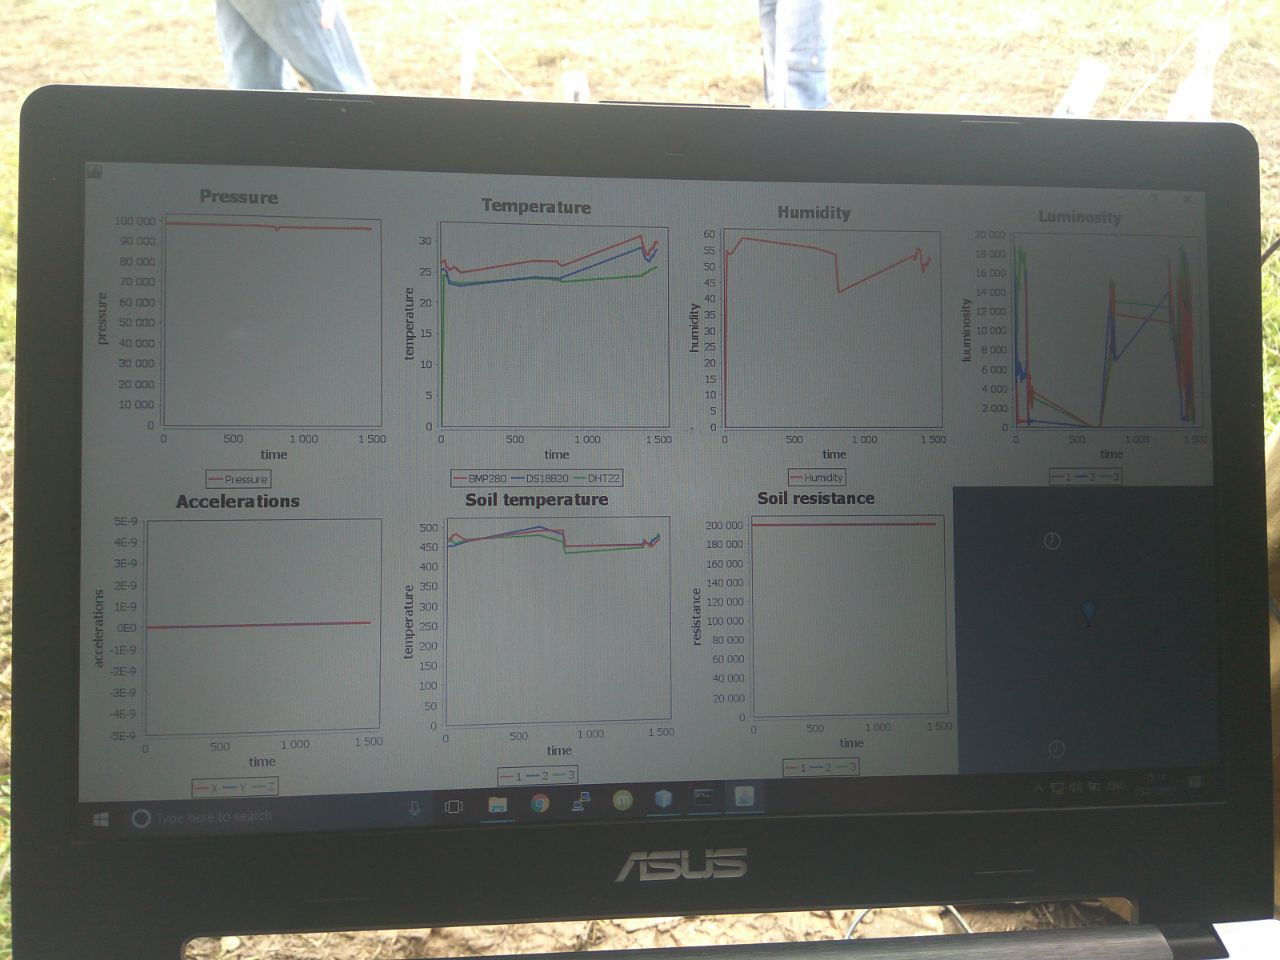 Pressure
100 000
90 000
80 000
70 000
60 000
50 000
40 000
30 000
20 000
10 000
0
pressure
0 500 1 000 1 500
time
Pressure
Temperature
30
25
20
15
10
5
0
temperature
0 500 1 000 1 500
time
BMP280 DS18B20 DHT22
Humidity
60
55
50
45
40
35
30
25
20
15
10
5
0
humidity
0 500 1 000 1 500
time
Humidity
Luminosity
20 000
18 000
16 000
14 000
12 000
10 000
8 000
6 000
4 000
2 000
0
luuminosity
0 500 1 000 1 500
time
1 2 3
Accelerations
5E-9
4E-9
3E-9
2E-9
1E-9
0E0
-1E-9
-2E-9
-3E-9
-4E-9
-5E-9
accelerations
0 500 1 000 1 500
time
X Y Z
Soil temperature
500
450
400
350
300
250
200
150
100
50
0
temperature
0 500 1 000 1 500
time
1 2 3
Soil resistance
200 000
180 000
160 000
140 000
120 000
100 000
80 000
60 000
40 000
20 000
0
resistance
0 500 1 000 1 500
time
1 2 3
Type here to search
ENG
ASUS